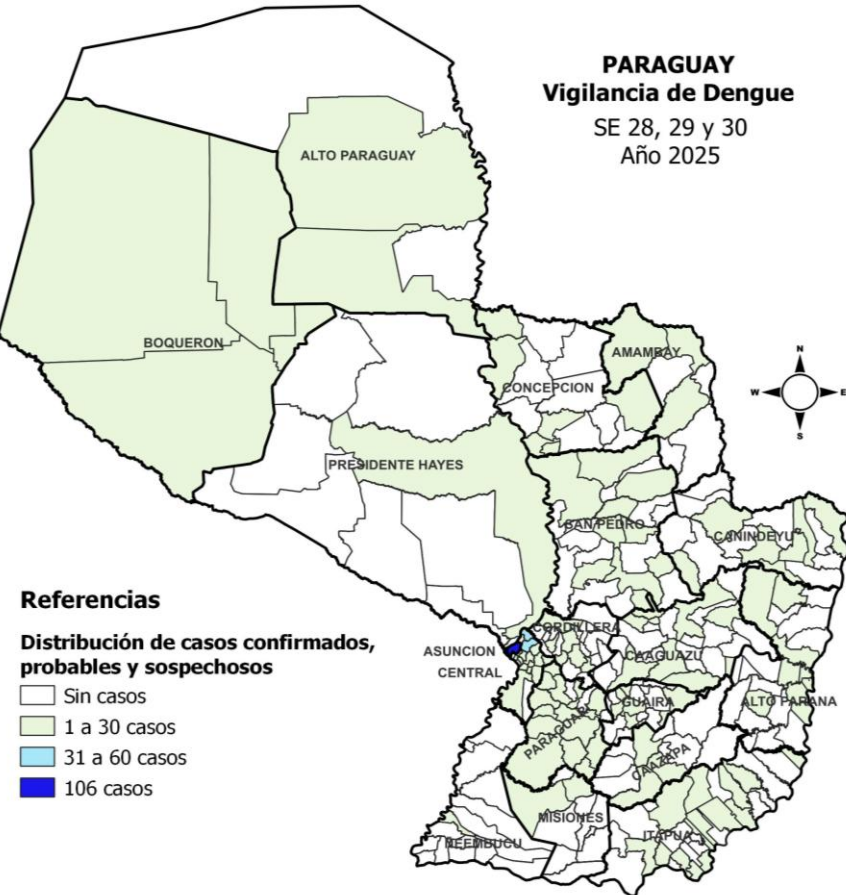 PARAGUAY
Vigilancia de Dengue
SE 28, 29 y 30
Año 2025
ALTO PARAGUAY
BOQUERON
AMAMBAY
CONCEPCION
N
W E
S
PRESIDENTE HAYES
SAN PEDRO
CANINDEYU
CORDILLERA
ASUNCION
CENTRAL
CAAGUAZU
GUAIRA
ALTO PARANA
PARAGUARI
CAAZAPA
MISIONES
ÑEEMBUCU
ITAPUA
Referencias
Distribución de casos confirmados,
probables y sospechosos
Sin casos
1 a 30 casos
31 a 60 casos
106 casos